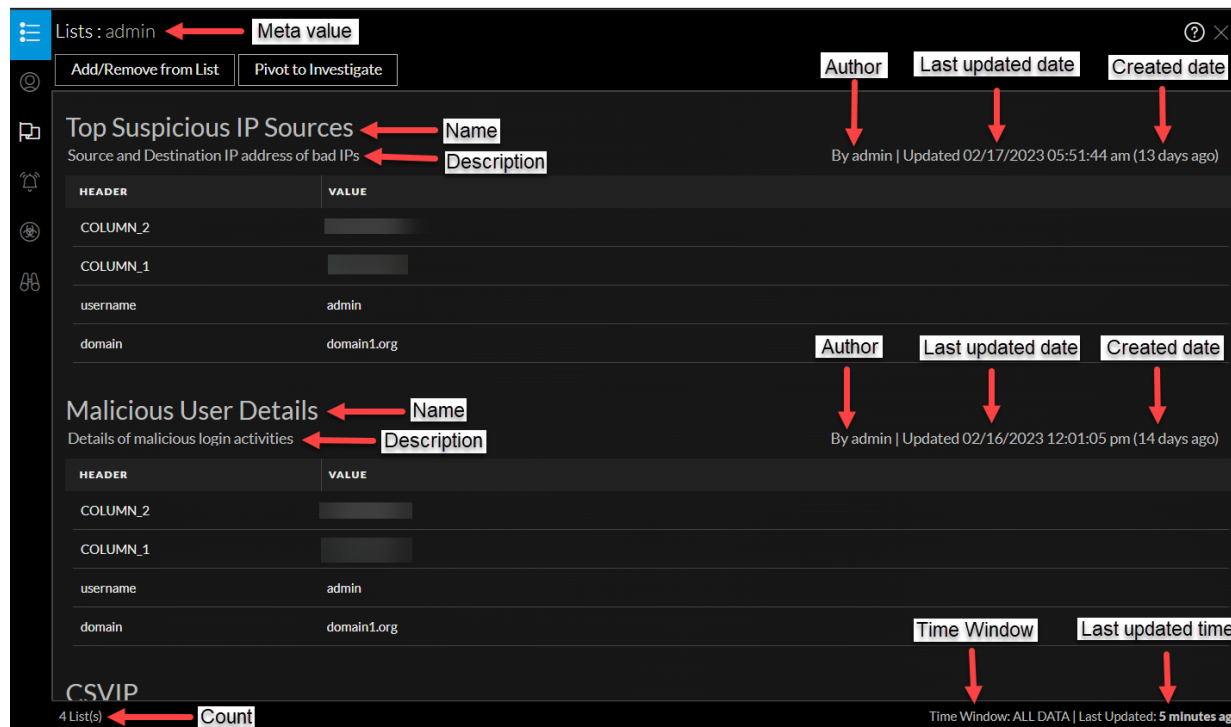 Lists : admin
Meta value
Add/Remove from List
Pivot to Investigate
Author
Last updated date
Created date
Top Suspicious IP Sources
Name
Source and Destination IP address of bad IPs
Description
By admin | Updated 02/17/2023 05:51:44 am (13 days ago)
HEADER VALUE
COLUMN_2
COLUMN_1
username admin
domain domain1.org
Author
Last updated date
Created date
Malicious User Details
Name
Details of malicious login activities
Description
By admin | Updated 02/16/2023 12:01:05 pm (14 days ago)
HEADER VALUE
COLUMN_2
COLUMN_1
username admin
domain domain1.org
Time Window
Last updated time
CSVIP
4 List(s)
Count
Time Window: ALL DATA | Last Updated: 5 minutes ag